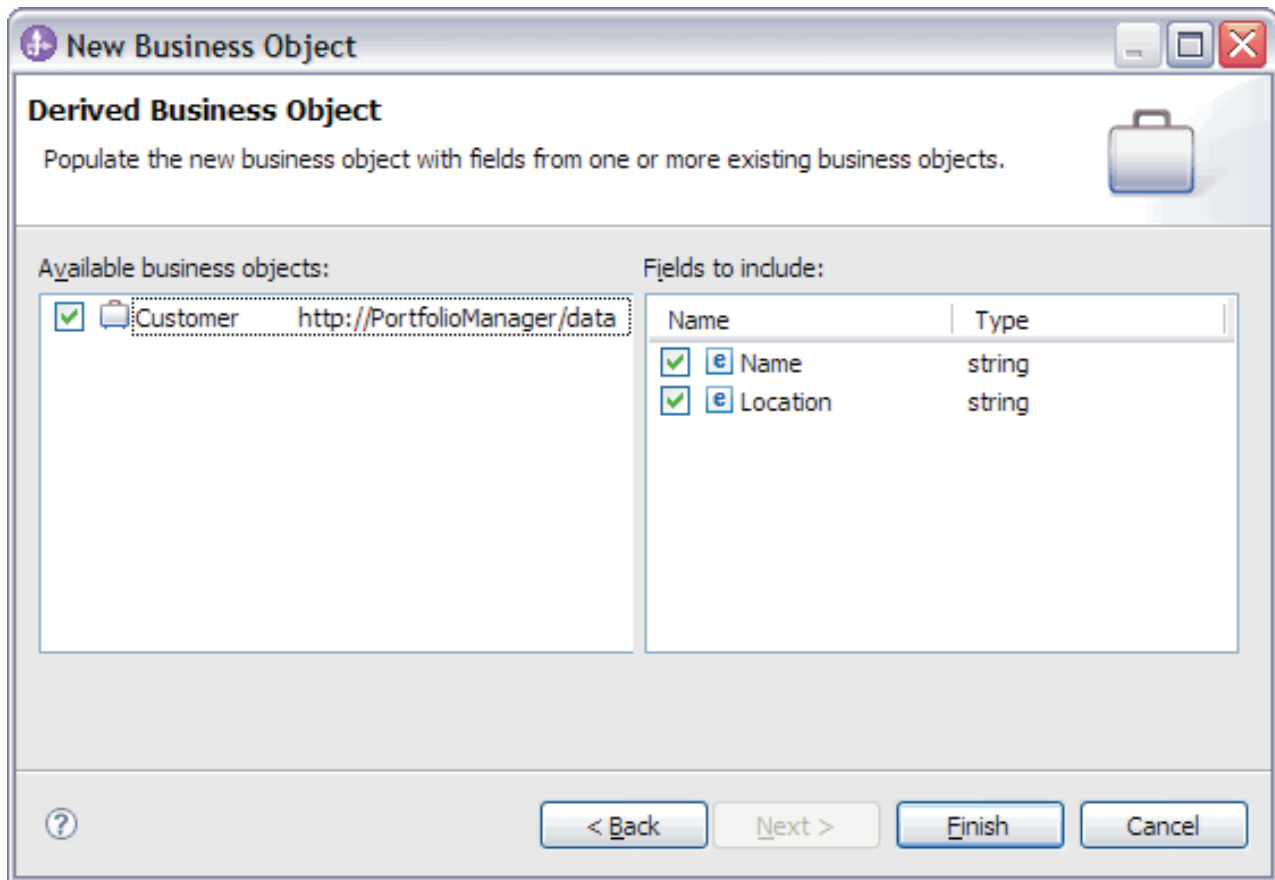 New Business Object
Derived Business Object
Populate the new business object with fields from one or more existing business objects.
Available business objects:
Customer http://PortfolioManager/data
Fields to include:
Name Type
e Name string
e Location string
?
< Back
Next >
Finish
Cancel